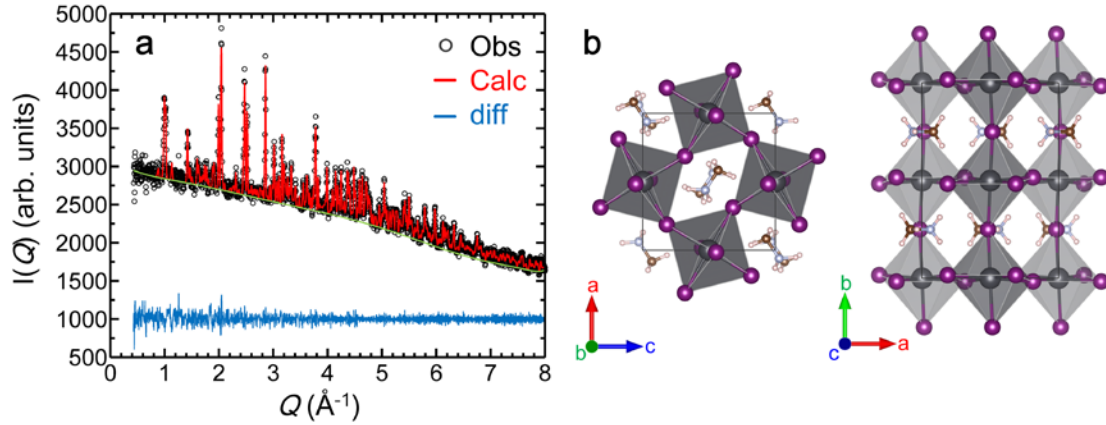 a
I(Q) (arb. units)
5000
4500
4000
3500
3000
2500
2000
1500
1000
500
Obs
Calc
diff
0 1 2 3 4 5 6 7 8
Q (Å⁻¹)
b
a
b c
b
c a